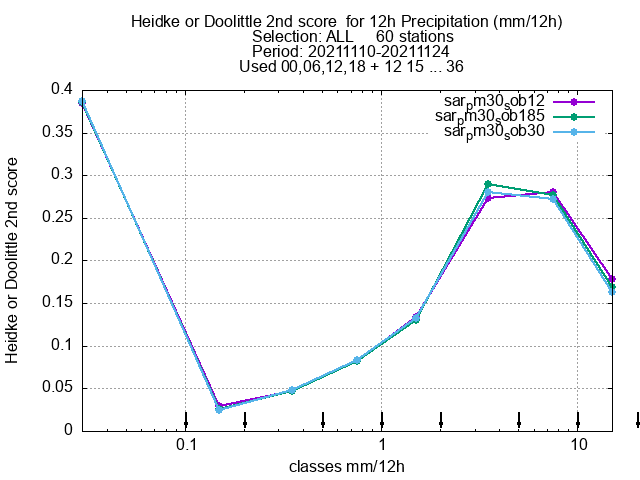 Heidke or Doolittle 2nd score  for 12h Precipitation (mm/12h)
Selection: ALL     60 stations
Period: 20211110-20211124
Used 00,06,12,18 + 12 15 ... 36
sar_pm30_sob12
sar_pm30_sob185
sar_pm30_sob30
0.4
0.35
0.3
0.25
0.2
0.15
0.1
0.05
0
Heidke or Doolittle 2nd score
0.1 1 10
classes mm/12h